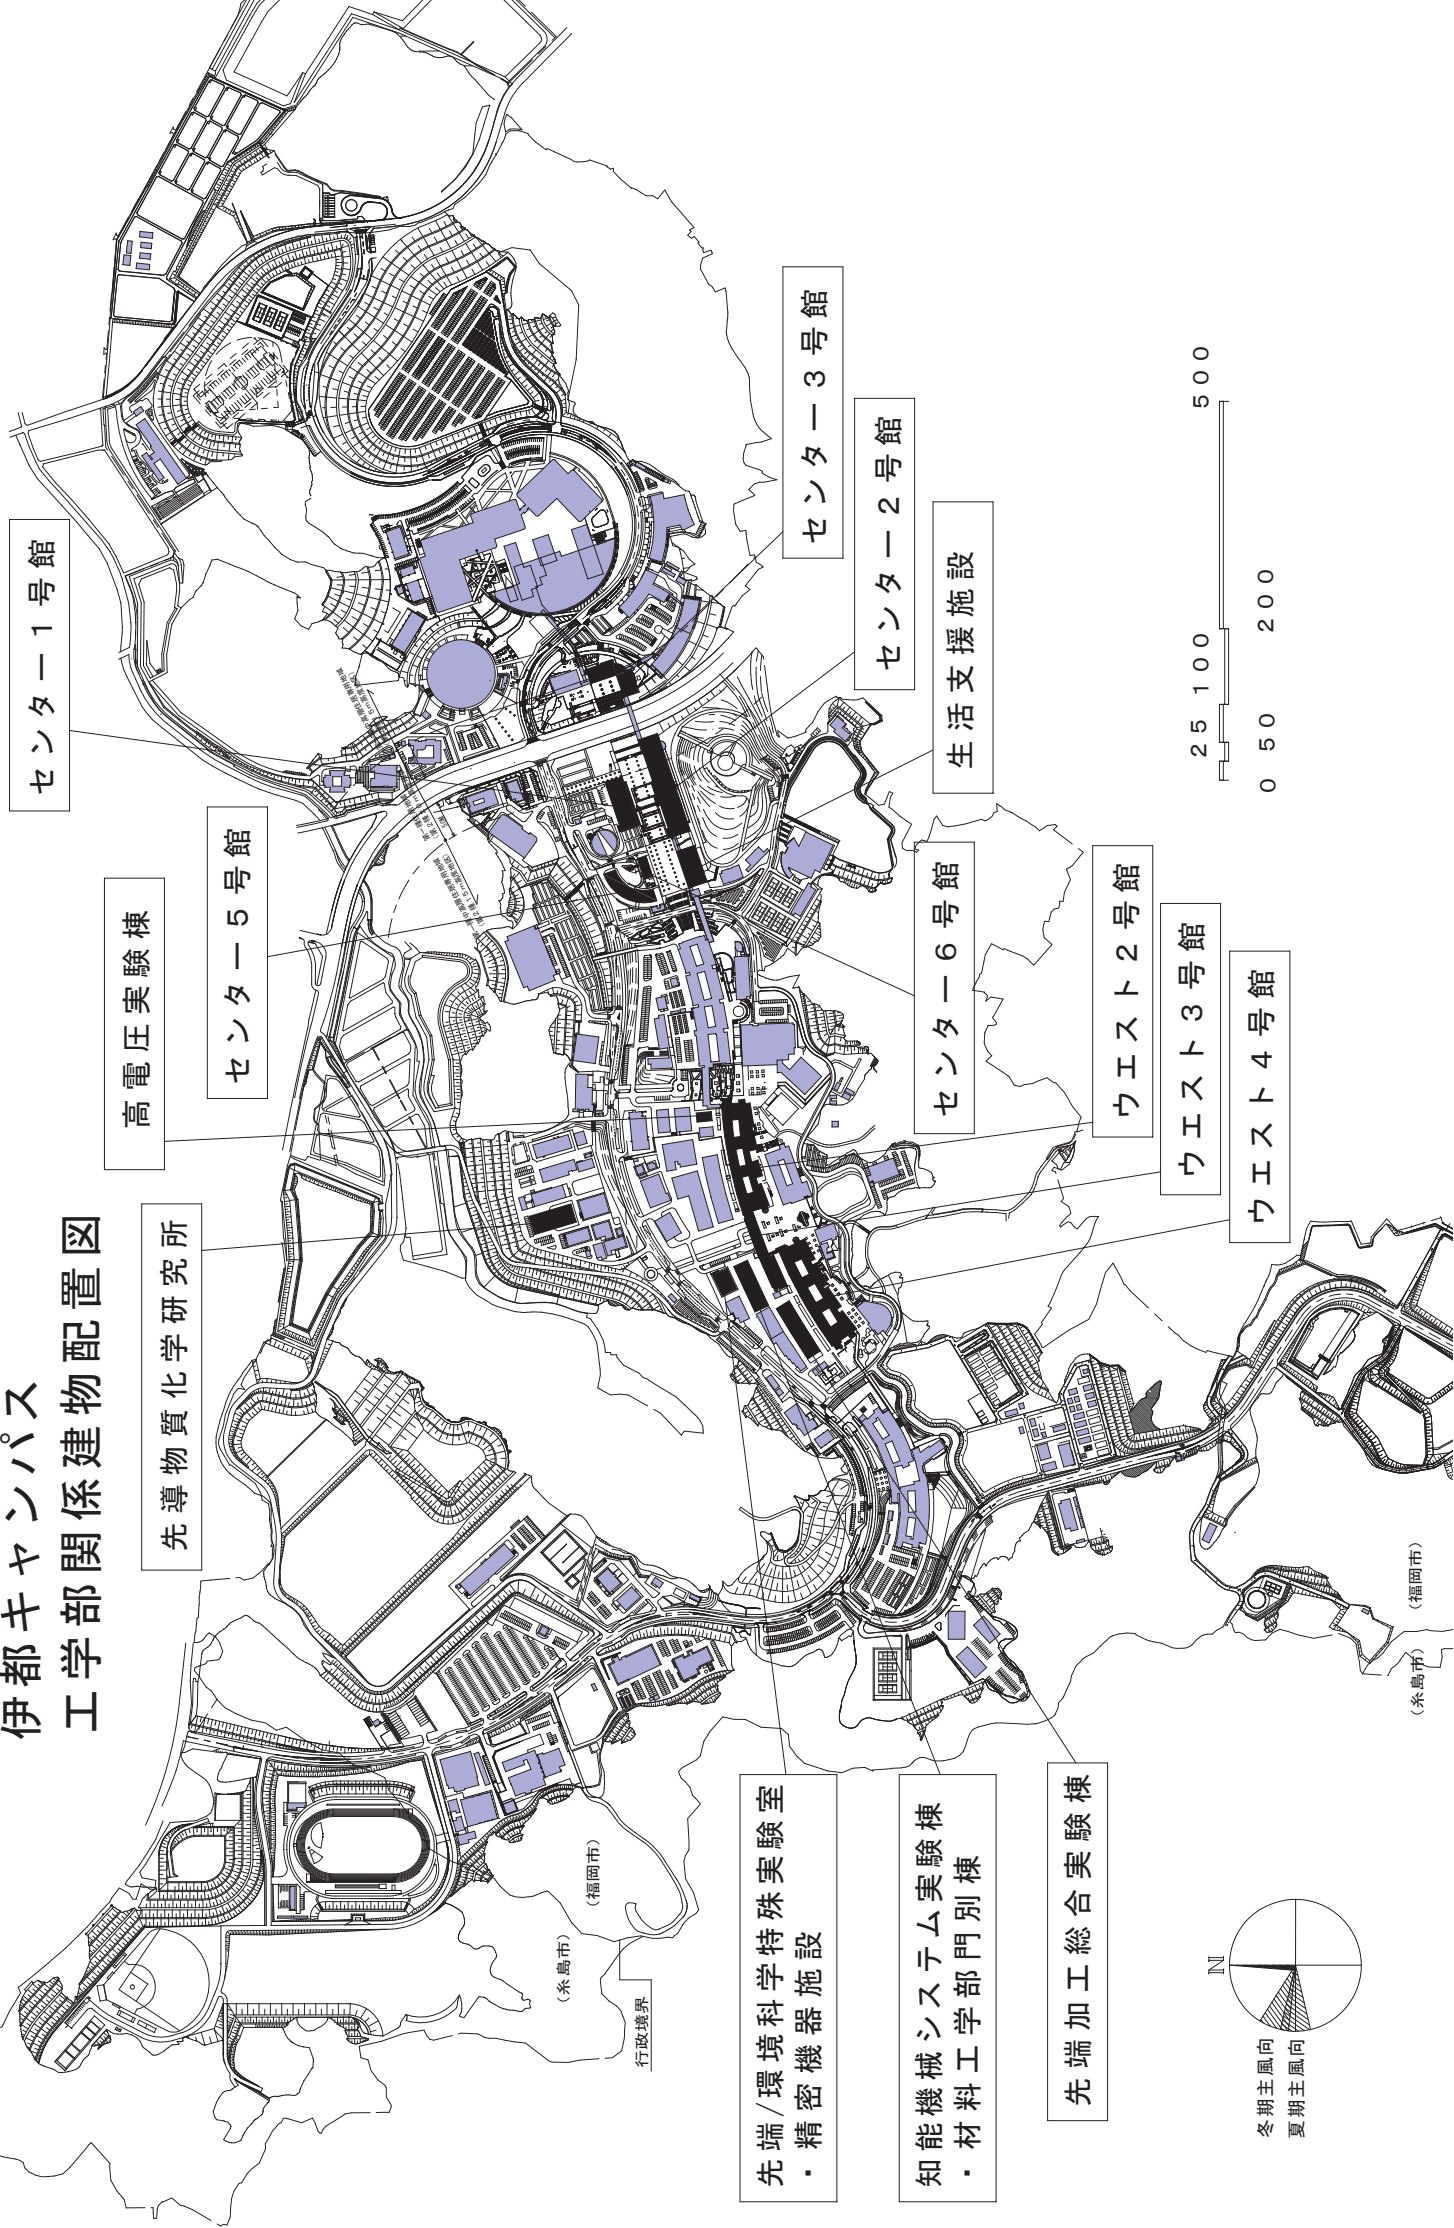 伊都キャンパス
工学部関係建物配置図
センター1号館
センター5号館
高電圧実験棟
先導物質化学研究所
センター3号館
センター2号館
生活支援施設
センター6号館
ウエスト2号館
ウエスト3号館
ウエスト4号館
先端/環境科学特殊実験室
・精密機器施設
知能機械システム実験棟
・材料工学部門別棟
先端加工総合実験棟
(福岡市)
(糸島市)
行政境界
(福岡市)
(糸島市)
N
冬期主風向
夏期主風向
25 100 500
0 50 200